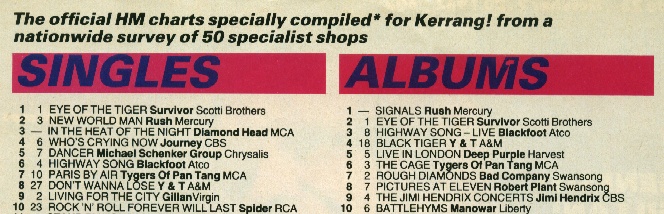 The official HM charts specially compiled* for Kerrang! from a
nationwide survey of 50 specialist shops
SINGLES
1 1 EYE OF THE TIGER Survivor Scotti Brothers
2 3 NEW WORLD MAN Rush Mercury
3 — IN THE HEAT OF THE NIGHT Diamond Head MCA
4 6 WHO'S CRYING NOW Journey CBS
5 7 DANCER Michael Schenker Group Chrysalis
6 4 HIGHWAY SONG Blackfoot Atco
7 10 PARIS BY AIR Tygers Of Pan Tang MCA
8 27 DON'T WANNA LOSE Y & T A&M
9 2 LIVING FOR THE CITY Gillan Virgin
10 23 ROCK 'N' ROLL FOREVER WILL LAST Spider RCA
ALBUMS
1 — SIGNALS Rush Mercury
2 1 EYE OF THE TIGER Survivor Scotti Brothers
3 8 HIGHWAY SONG – LIVE Blackfoot Atco
4 18 BLACK TIGER Y & T A&M
5 5 LIVE IN LONDON Deep Purple Harvest
6 3 THE CAGE Tygers Of Pan Tang MCA
7 2 ROUGH DIAMONDS Bad Company Swansong
8 7 PICTURES AT ELEVEN Robert Plant Swansong
9 4 THE JIMI HENDRIX CONCERTS Jimi Hendrix CBS
10 6 BATTLEHYMS Manowar Liberty